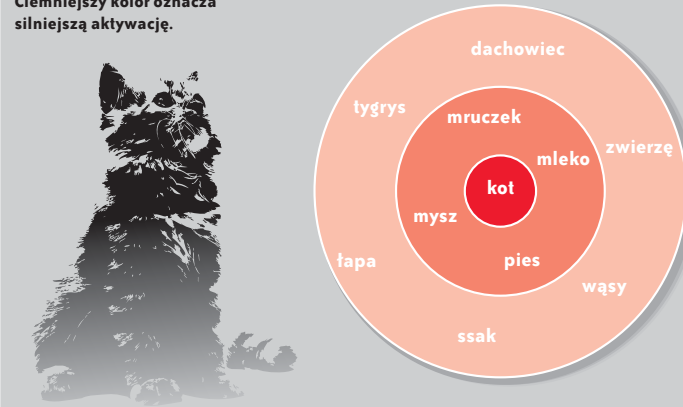 Ciemniejszy kolor oznacza
silniejszą aktywację.
dachowiec
tygrys
mruczek
zwierzę
mleko
kot
mysz
łapa
pies
wąsy
ssak